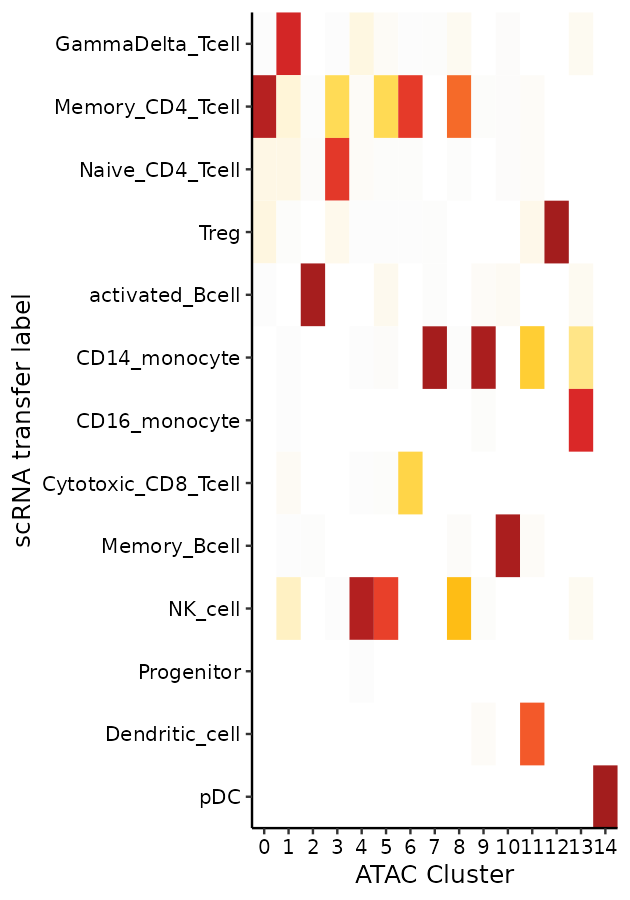 scRNA transfer label
GammaDelta_Tcell
Memory_CD4_Tcell
Naive_CD4_Tcell
Treg
activated_Bcell
CD14_monocyte
CD16_monocyte
Cytotoxic_CD8_Tcell
Memory_Bcell
NK_cell
Progenitor
Dendritic_cell
pDC
0 1 2 3 4 5 6 7 8 9 10 11 12 13 14
ATAC Cluster